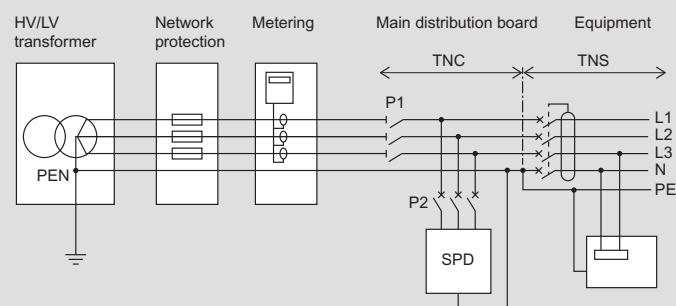 HV/LV
transformer
Network
protection
Metering
Main distribution board
Equipment
TNC
TNS
P1
L1
L2
L3
N
PE
PEN
P2
SPD